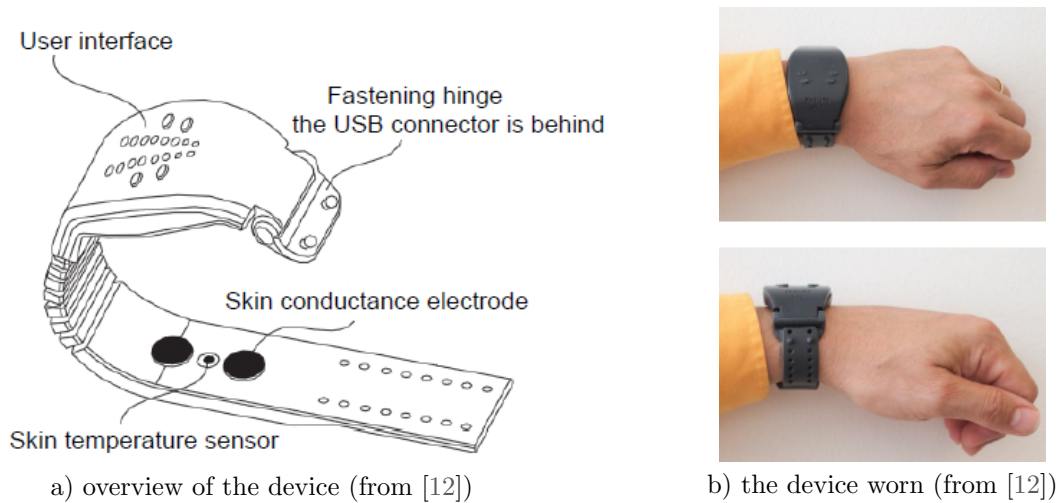 User interface
Fastening hinge
the USB connector is behind
Skin conductance electrode
Skin temperature sensor
a) overview of the device (from [12])
b) the device worn (from [12])